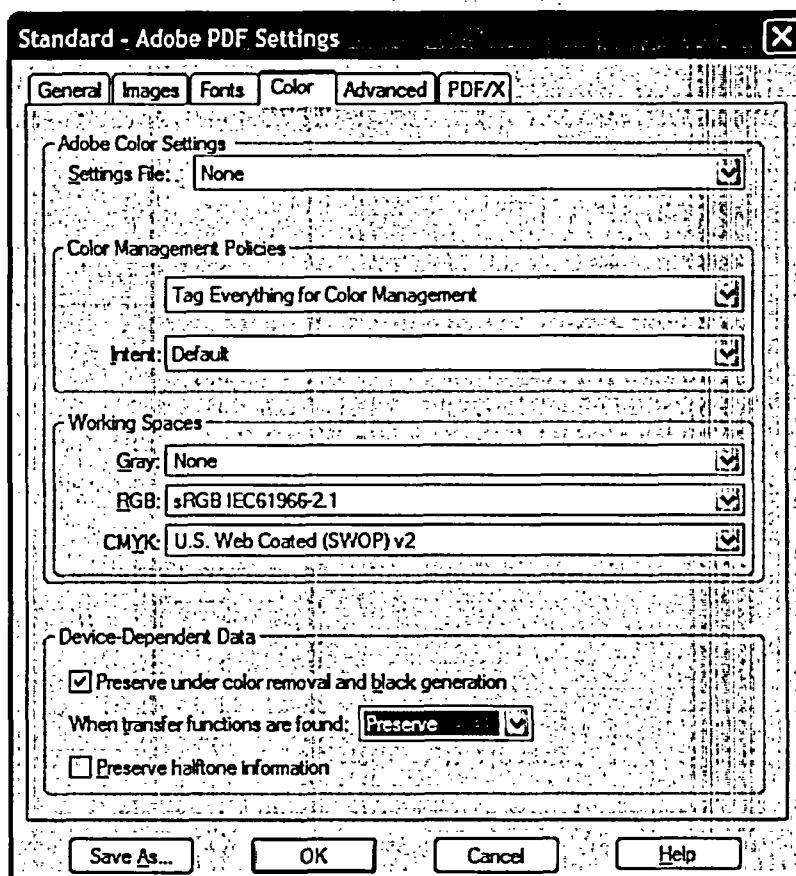 Standard - Adobe PDF Settings
General Images Fonts Color Advanced PDF/X
Adobe Color Settings
Settings File: None
Color Management Policies
Tag Everything for Color Management
Intent: Default
Working Spaces
Gray: None
RGB: sRGB IEC61966-2.1
CMYK: U.S. Web Coated (SWOP) v2
Device-Dependent Data
Preserve under color removal and black generation
When transfer functions are found: Preserve
Preserve halftone information
Save As... OK Cancel Help